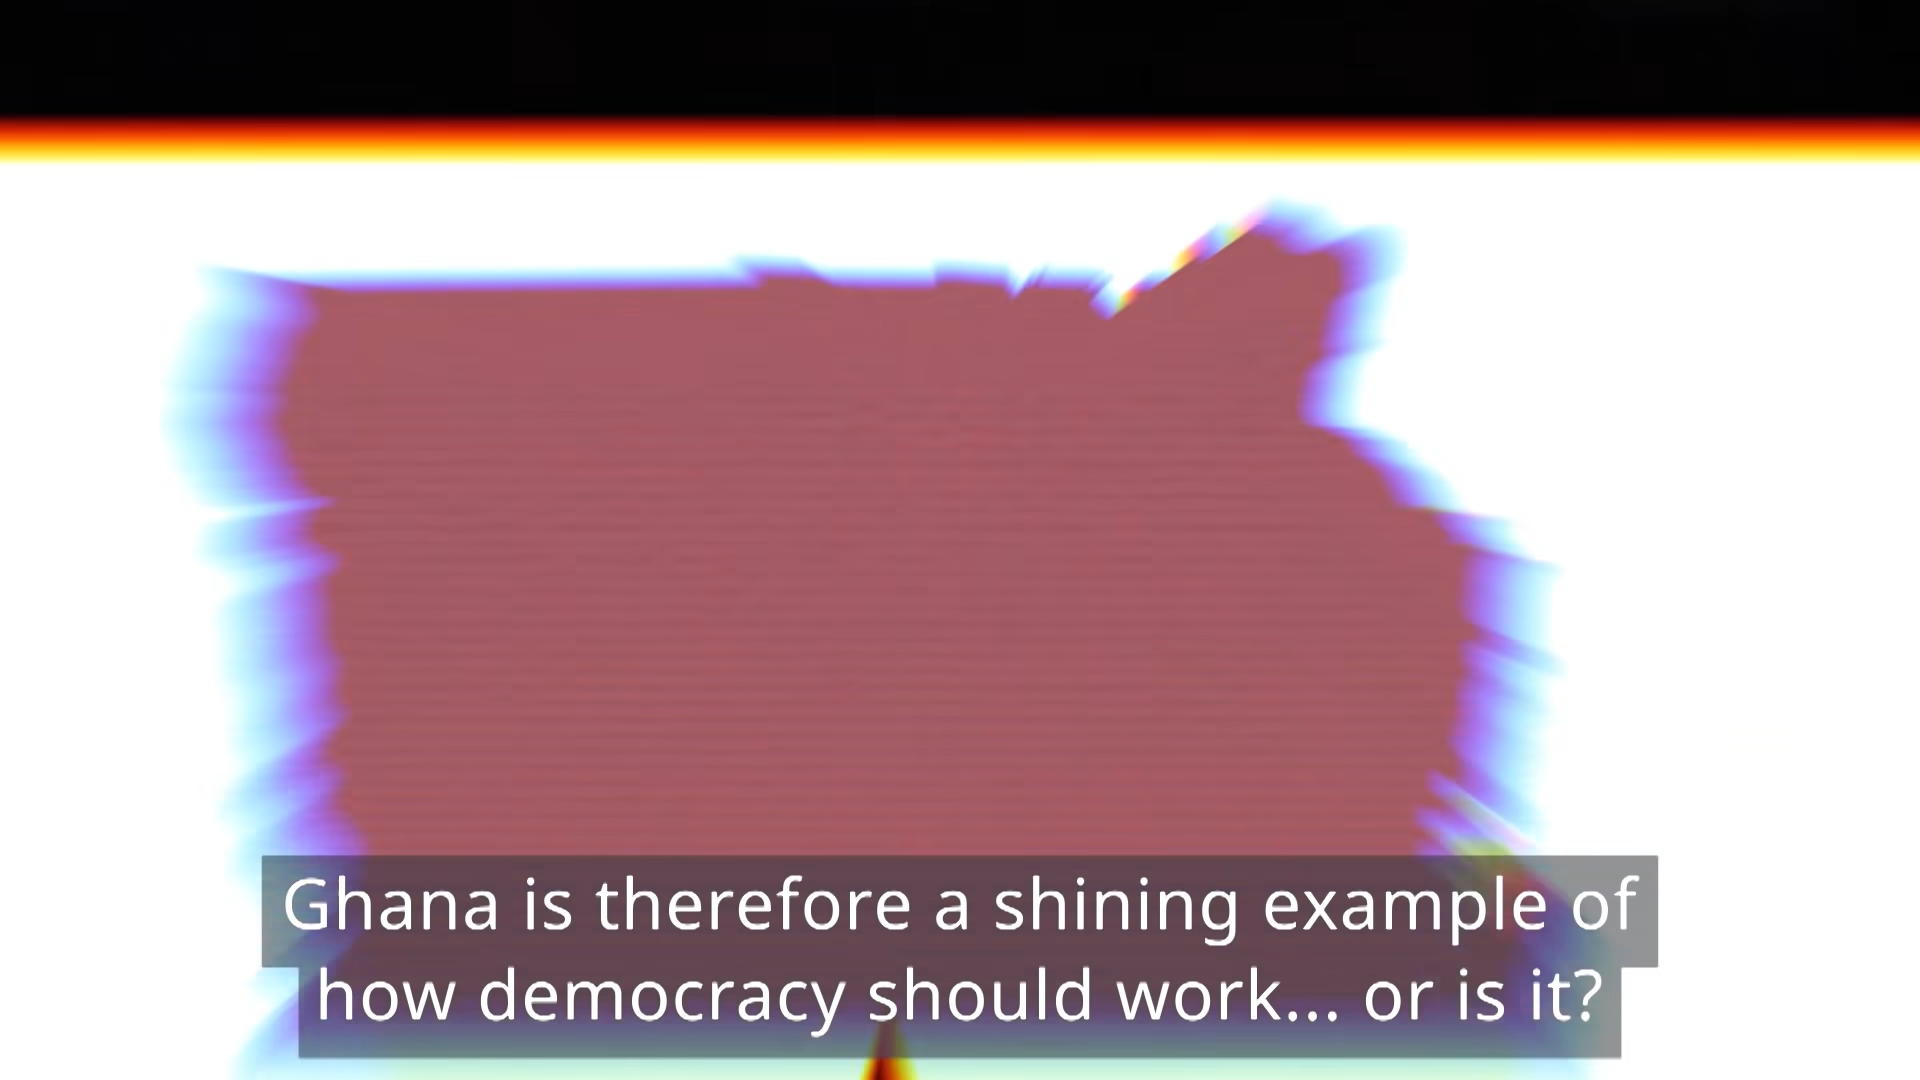 Ghana is therefore a shining example of
how democracy should work... or is it?